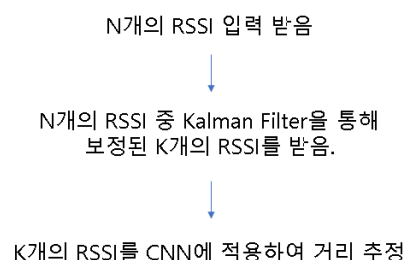 N개의 RSSI 입력 받음
N개의 RSSI 중 Kalman Filter을 통해
보정된 K개의 RSSI를 받음.
K개의 RSSI를 CNN에 적용하여 거리 추정